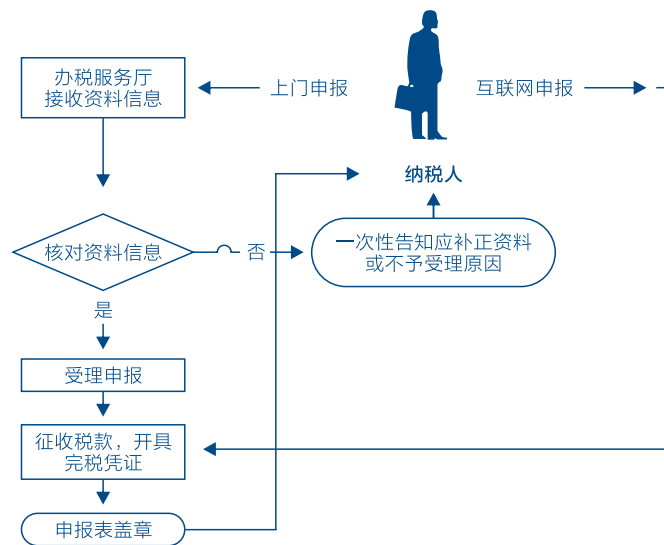 办税服务厅
接收资料信息
上门申报
互联网申报
纳税人
核对资料信息
否
一次性告知应补正资料
或不予受理原因
是
受理申报
征收税款，开具
完税凭证
申报表盖章